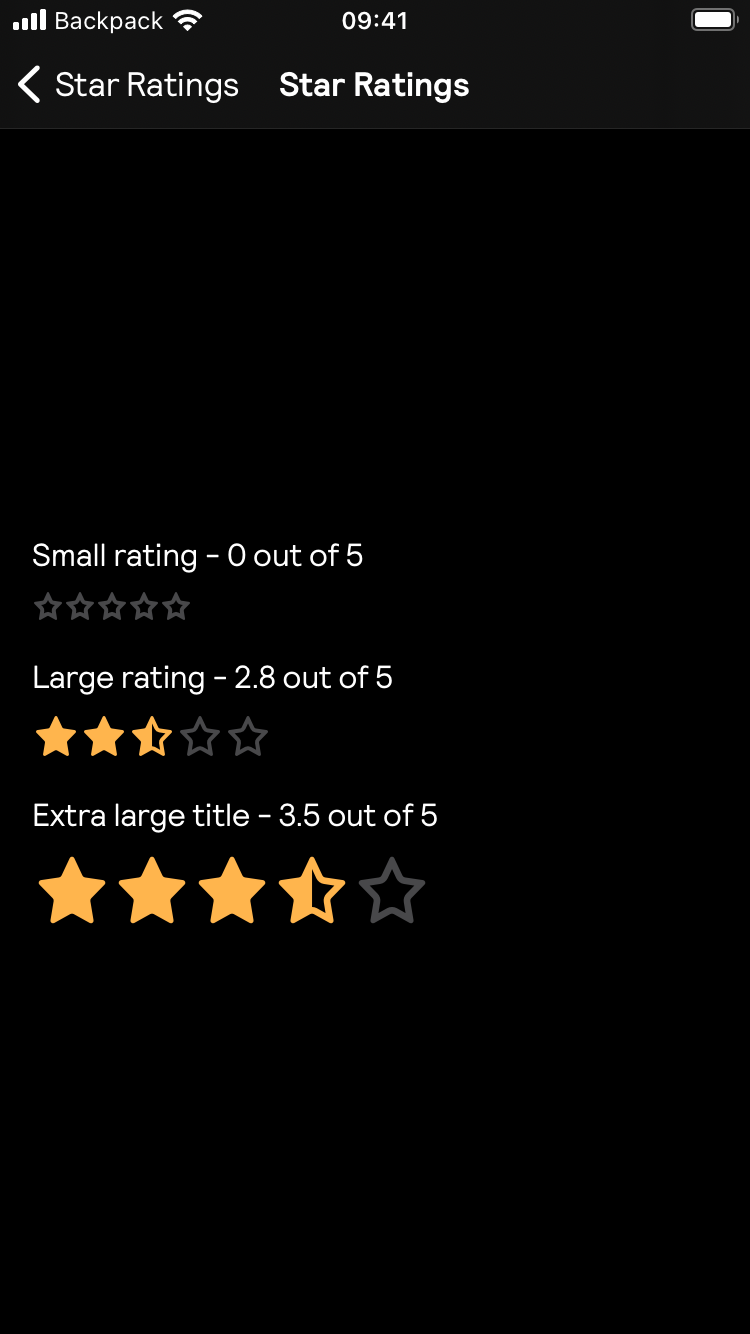 Backpack 09:41
Star Ratings Star Ratings
Small rating - 0 out of 5
Large rating - 2.8 out of 5
Extra large title - 3.5 out of 5